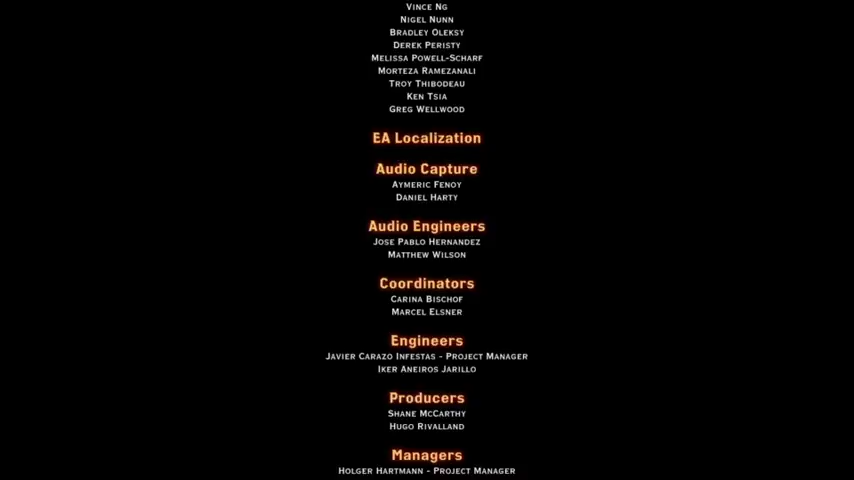 Vince Ng
Nigel Nunn
Bradley Oleksy
Derek Peristy
Melissa Powell-Scharf
Morteza Ramezanali
Troy Thibodeau
Ken Tsia
Greg Wellwood
EA Localization
Audio Capture
Aymeric Fenoy
Daniel Harty
Audio Engineers
Jose Pablo Hernandez
Matthew Wilson
Coordinators
Carina Bischof
Marcel Elsner
Engineers
Javier Carazo Infestas - Project Manager
Iker Aneiros Jarillo
Producers
Shane McCarthy
Hugo Rivalland
Managers
Holger Hartmann - Project Manager